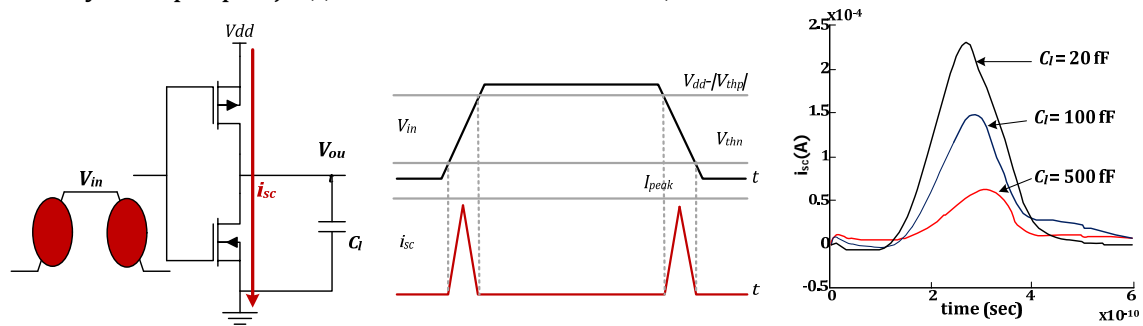 Vdd
Vin
Vou
isc
Cl
Vdd-|Vthp|
Vin
Vthn
t
Ipeak
isc
t
x10-4
2.5
2
1.5
1
0.5
0
-0.5
isc(A)
Cl = 20 fF
Cl = 100 fF
Cl = 500 fF
0 2 4 6
time (sec)
x10-10